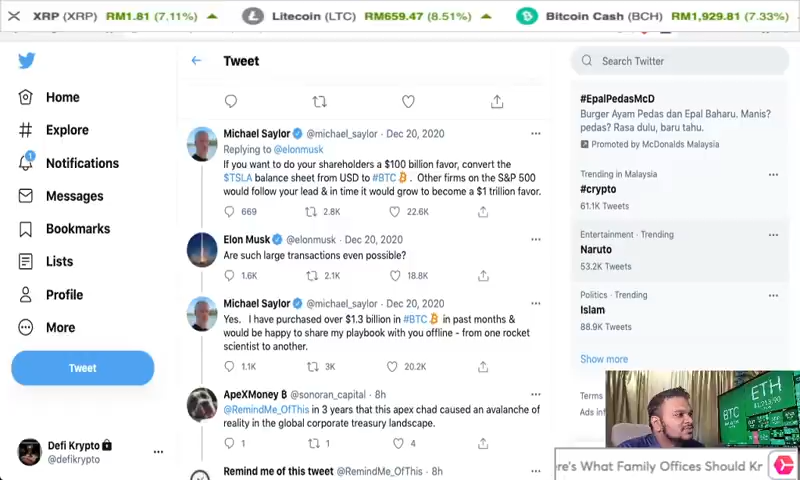 XRP (XRP) RM1.81 (7.11%) Litecoin (LTC) RM659.47 (8.51%) Bitcoin Cash (BCH) RM1,929.81 (7.33%)
Home
Explore
1
Notifications
Messages
Bookmarks
Lists
Profile
More
Tweet
Defi Krypto
@defikrypto
Tweet
Michael Saylor @michael_saylor · Dec 20, 2020
Replying to @elonmusk
If you want to do your shareholders a $100 billion favor, convert the
$TSLA balance sheet from USD to #BTC ₿. Other firms on the S&P 500
would follow your lead & in time it would grow to become a $1 trillion favor.
669 2.8K 22.6K
Elon Musk @elonmusk · Dec 20, 2020
Are such large transactions even possible?
1.6K 2.1K 18.8K
Michael Saylor @michael_saylor · Dec 20, 2020
Yes. I have purchased over $1.3 billion in #BTC ₿ in past months &
would be happy to share my playbook with you offline - from one rocket
scientist to another.
1.1K 3K 20.2K
ApeXMoney ₿ @sonoran_capital · 8h
@RemindMe_OfThis in 3 years that this apex chad caused an avalanche of
reality in the global corporate treasury landscape.
1 1 4
Remind me of this tweet @RemindMe_OfThis · 8h
Search Twitter
#EpalPedasMcD
Burger Ayam Pedas dan Epal Baharu. Manis?
pedas? Rasa dulu, baru tahu.
Promoted by McDonalds Malaysia
Trending in Malaysia
#crypto
61.1K Tweets
Entertainment · Trending
Naruto
53.2K Tweets
Politics · Trending
Islam
88.9K Tweets
Show more
Terms
Ads
BTC
ETH
ere's What Family Offices Should Kr